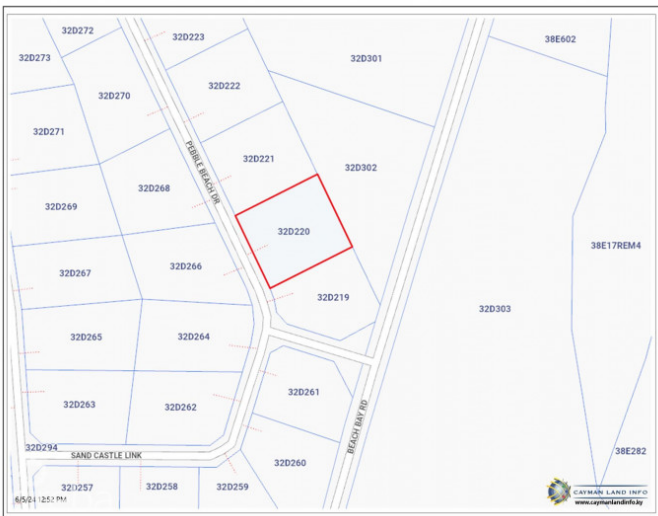 32D272
32D223
38E602
32D273
32D301
32D222
32D270
32D271
PEBBLE BEACH DR
32D221
32D302
32D268
32D269
32D220
38E17REM4
32D266
32D267
32D219
32D303
32D265
32D264
32D261
32D263
32D262
BEACH BAY RD
32D294
SAND CASTLE LINK
38E282
32D260
32D257
32D258
32D259
6/5/24 12:52 PM
CAYMAN LAND INFO
www.caymanlandinfo.ky